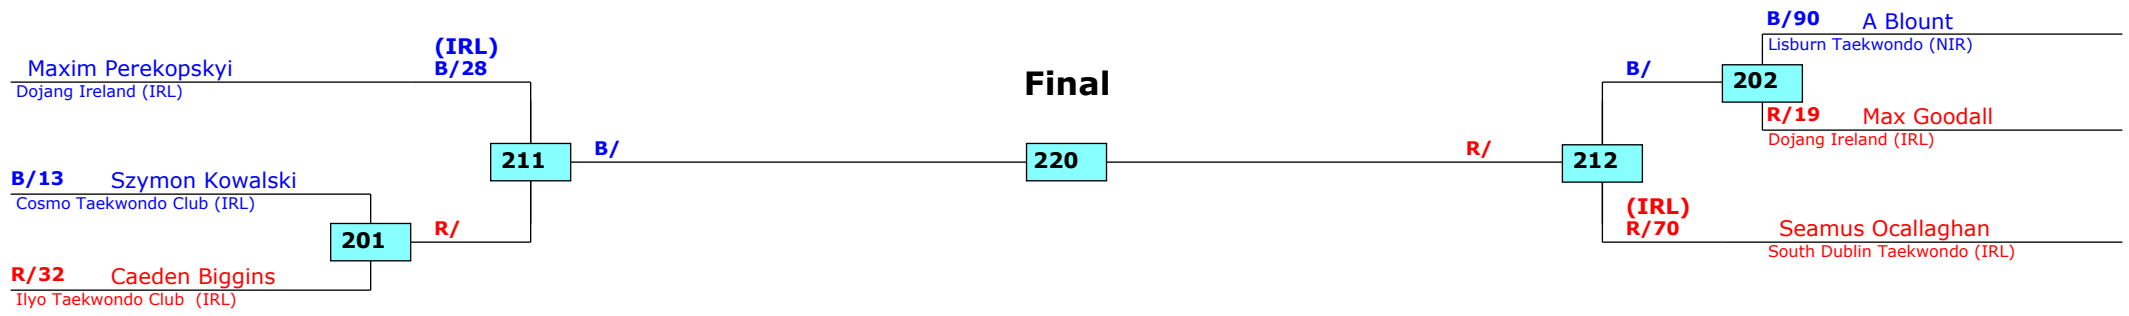 (IRL)
Maxim Perekopskyi B/28
Dojang Ireland (IRL)
B/13 Szymon Kowalski
Cosmo Taekwondo Club (IRL)
211 B/
201 R/
R/32 Caeden Biggins
Ilyo Taekwondo Club  (IRL)
Final
220
B/90 A Blount
Lisburn Taekwondo (NIR)
B/ 202
R/19 Max Goodall
Dojang Ireland (IRL)
R/ 212
(IRL)
R/70 Seamus Ocallaghan
South Dublin Taekwondo (IRL)